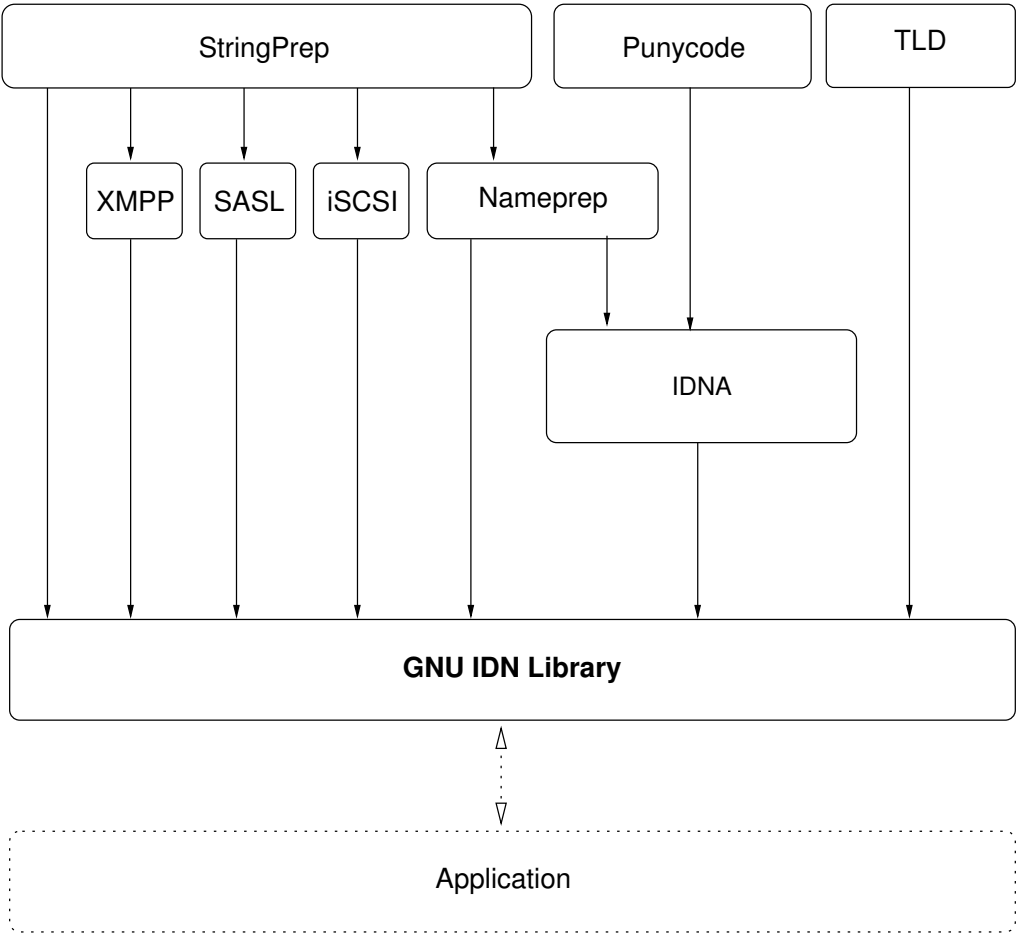 StringPrep
Punycode
TLD
XMPP
SASL
iSCSI
Nameprep
IDNA
GNU IDN Library
Application